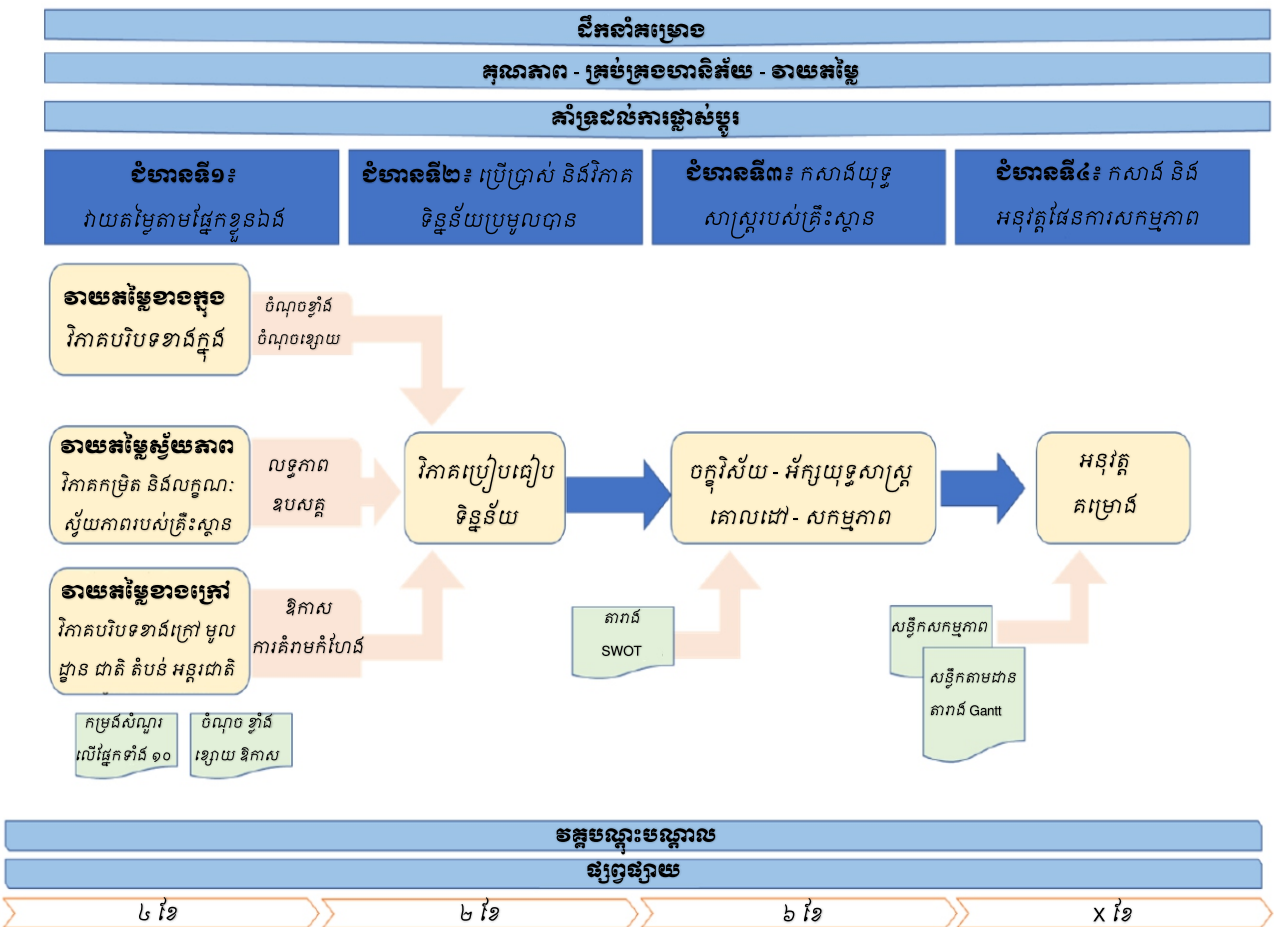 ដឹកនាំគម្រោង
គុណភាព - គ្រប់គ្រងហានិភ័យ - វាយតម្លៃ
គាំទ្រដល់ការផ្លាស់ប្តូរ
ជំហានទី១៖
វាយតម្លៃតាមផ្នែកខ្លួនឯង
ជំហានទី២៖ ប្រើប្រាស់ និងវិភាគ
ទិន្នន័យប្រមូលបាន
ជំហានទី៣៖ កសាងយុទ្ធ
សាស្ត្ររបស់គ្រឹះស្ថាន
ជំហានទី៤៖ កសាង និង
អនុវត្តផែនការសកម្មភាព
វាយតម្លៃខាងក្នុង
វិភាគបរិបទខាងក្នុង
ចំណុចខ្លាំង
ចំណុចខ្សោយ
វាយតម្លៃស្វ័យភាព
វិភាគកម្រិត និងលក្ខណៈ
ស្វ័យភាពរបស់គ្រឹះស្ថាន
លទ្ធភាព
ឧបសគ្គ
វិភាគប្រៀបធៀប
ទិន្នន័យ
ចក្ខុវិស័យ - អ័ក្សយុទ្ធសាស្ត្រ
គោលដៅ - សកម្មភាព
អនុវត្ត
គម្រោង
វាយតម្លៃខាងក្រៅ
វិភាគបរិបទខាងក្រៅ មូល
ដ្ឋាន ជាតិ តំបន់ អន្តរជាតិ
ឱកាស
ការគំរាមកំហែង
តារាង
SWOT
សន្លឹកសកម្មភាព
សន្លឹកតាមដាន
តារាង Gantt
កម្រងសំណួរ
លើផ្នែកទាំង ១០
ចំណុច ខ្លាំង
ខ្សោយ ឱកាស
វគ្គបណ្តុះបណ្តាល
ផ្សព្វផ្សាយ
៤ ខែ
២ ខែ
៦ ខែ
X ខែ